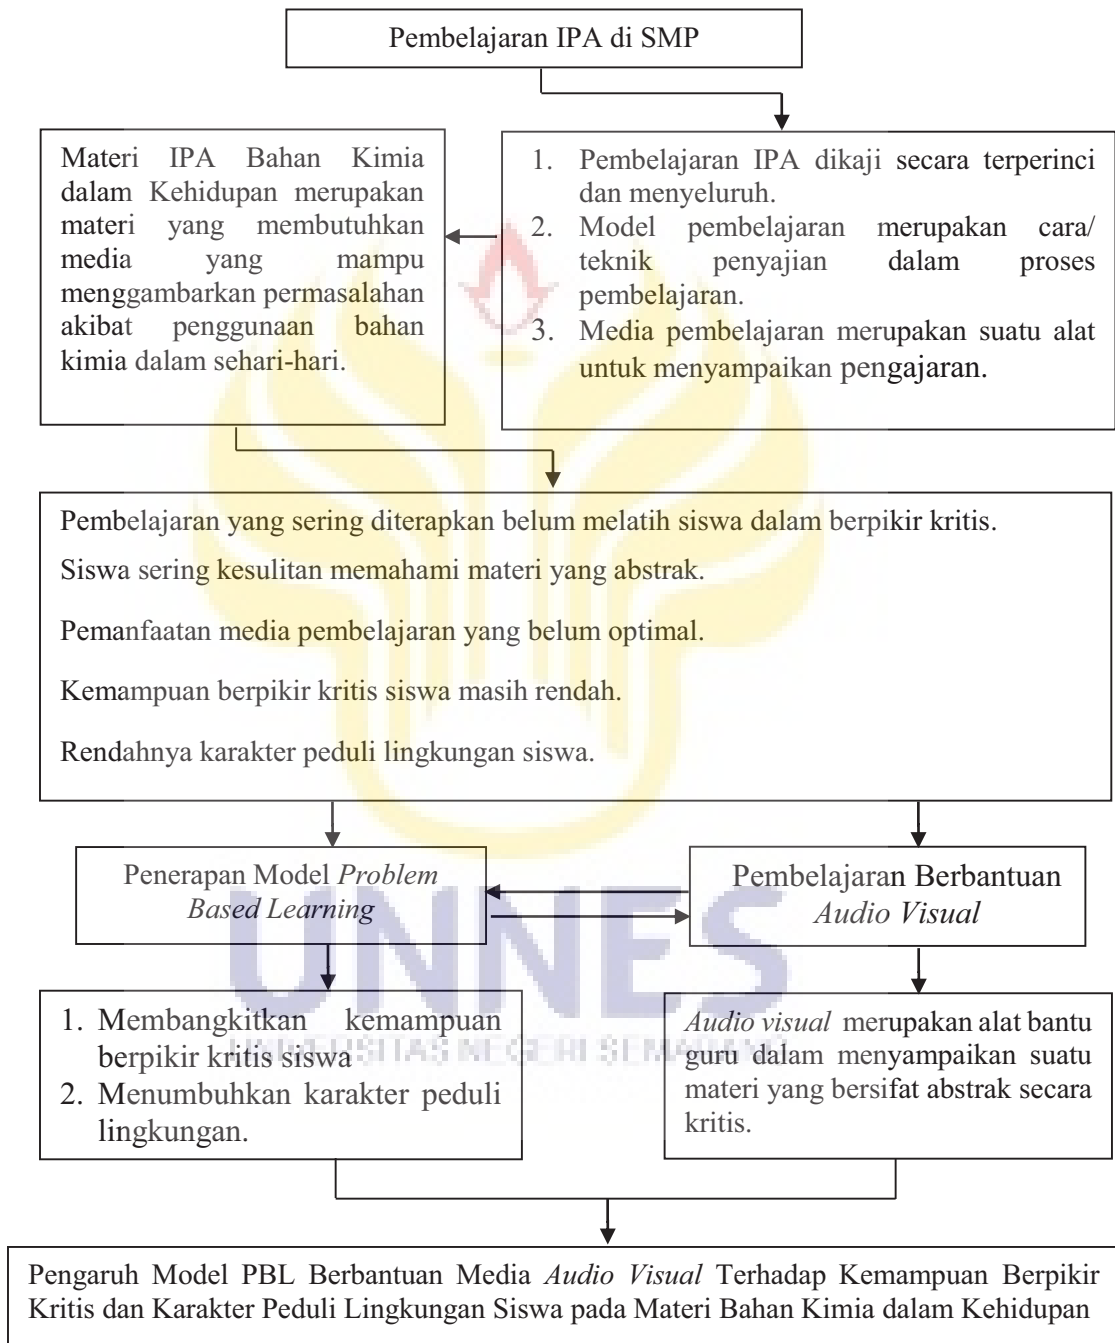 Pembelajaran IPA di SMP
Materi IPA Bahan Kimia
dalam Kehidupan merupakan
materi yang membutuhkan
media yang mampu
menggambarkan permasalahan
akibat penggunaan bahan
kimia dalam sehari-hari.
1. Pembelajaran IPA dikaji secara terperinci
dan menyeluruh.
2. Model pembelajaran merupakan cara/
teknik penyajian dalam proses
pembelajaran.
3. Media pembelajaran merupakan suatu alat
untuk menyampaikan pengajaran.
Pembelajaran yang sering diterapkan belum melatih siswa dalam berpikir kritis.
Siswa sering kesulitan memahami materi yang abstrak.
Pemanfaatan media pembelajaran yang belum optimal.
Kemampuan berpikir kritis siswa masih rendah.
Rendahnya karakter peduli lingkungan siswa.
Penerapan Model Problem
Based Learning
Pembelajaran Berbantuan
Audio Visual
UNNES
UNIVERSITAS NEGERI SEMARANG
1. Membangkitkan kemampuan
berpikir kritis siswa
2. Menumbuhkan karakter peduli
lingkungan.
Audio visual merupakan alat bantu
guru dalam menyampaikan suatu
materi yang bersifat abstrak secara
kritis.
Pengaruh Model PBL Berbantuan Media Audio Visual Terhadap Kemampuan Berpikir
Kritis dan Karakter Peduli Lingkungan Siswa pada Materi Bahan Kimia dalam Kehidupan